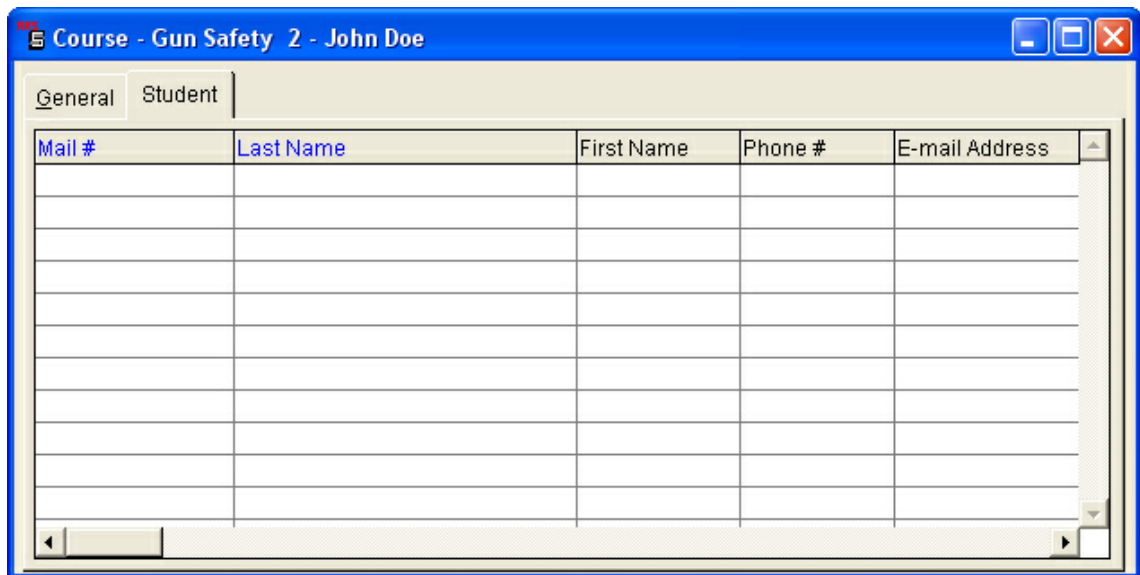 Course - Gun Safety  2 - John Doe
General Student
Mail # Last Name First Name Phone # E-mail Address